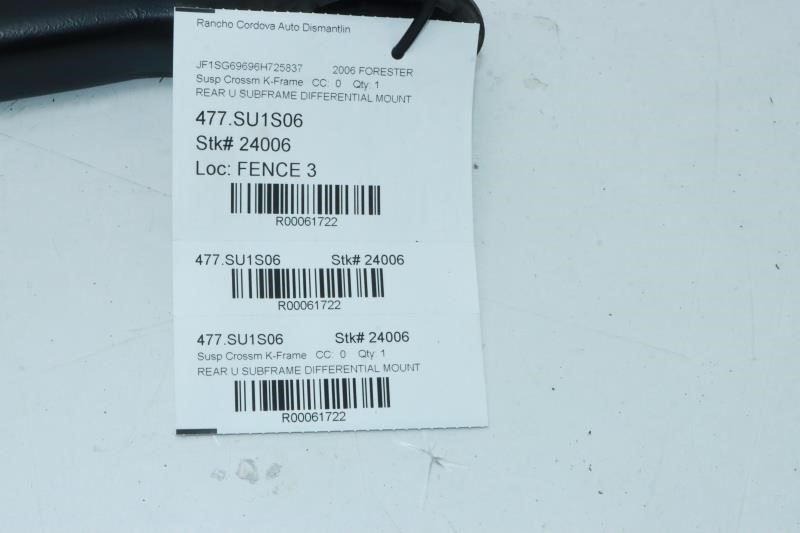 Rancho Cordova Auto Dismantlin
JF1SG69696H725837 2006 FORESTER
Susp Crossm K-Frame CC: 0 Qty: 1
REAR U SUBFRAME DIFFERENTIAL MOUNT
477.SU1S06
Stk# 24006
Loc: FENCE 3
R00061722
477.SU1S06 Stk# 24006
R00061722
477.SU1S06 Stk# 24006
Susp Crossm K-Frame CC: 0 Qty: 1
REAR U SUBFRAME DIFFERENTIAL MOUNT
R00061722